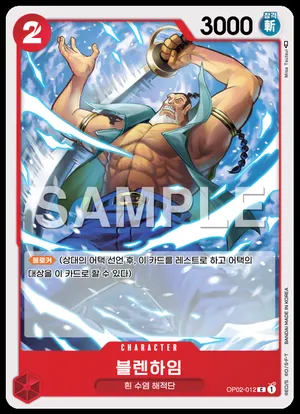 2
3000
참격
斬
SAMPLE
블로커 (상대의 어택 선언 후, 이 카드를 레스트로 하고 어택의
대상을 이 카드로 할 수 있다)
CHARACTER
블렌하임
흰 수염 해적단
OP02-012 C 1
BANDAI MADE IN KOREA